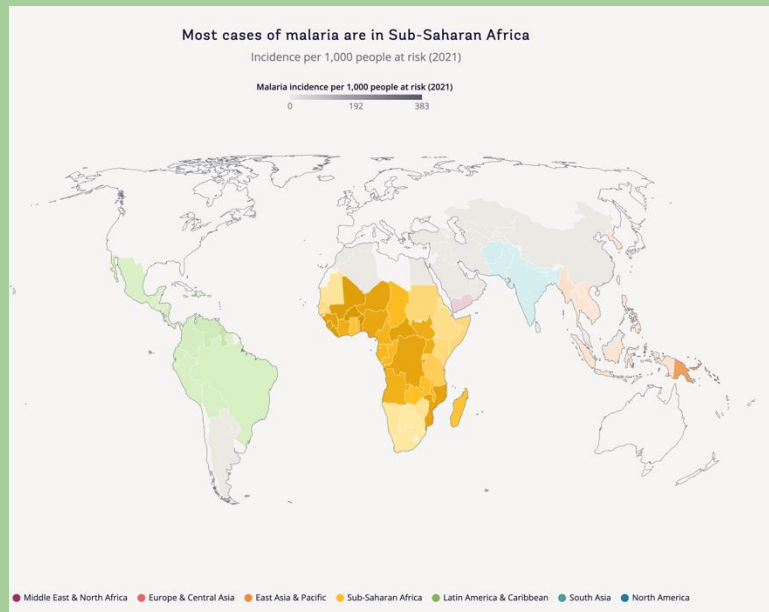 Most cases of malaria are in Sub-Saharan Africa
Incidence per 1,000 people at risk (2021)
Malaria incidence per 1,000 people at risk (2021)
0 192 383
Middle East & North Africa Europe & Central Asia East Asia & Pacific Sub-Saharan Africa Latin America & Caribbean South Asia North America